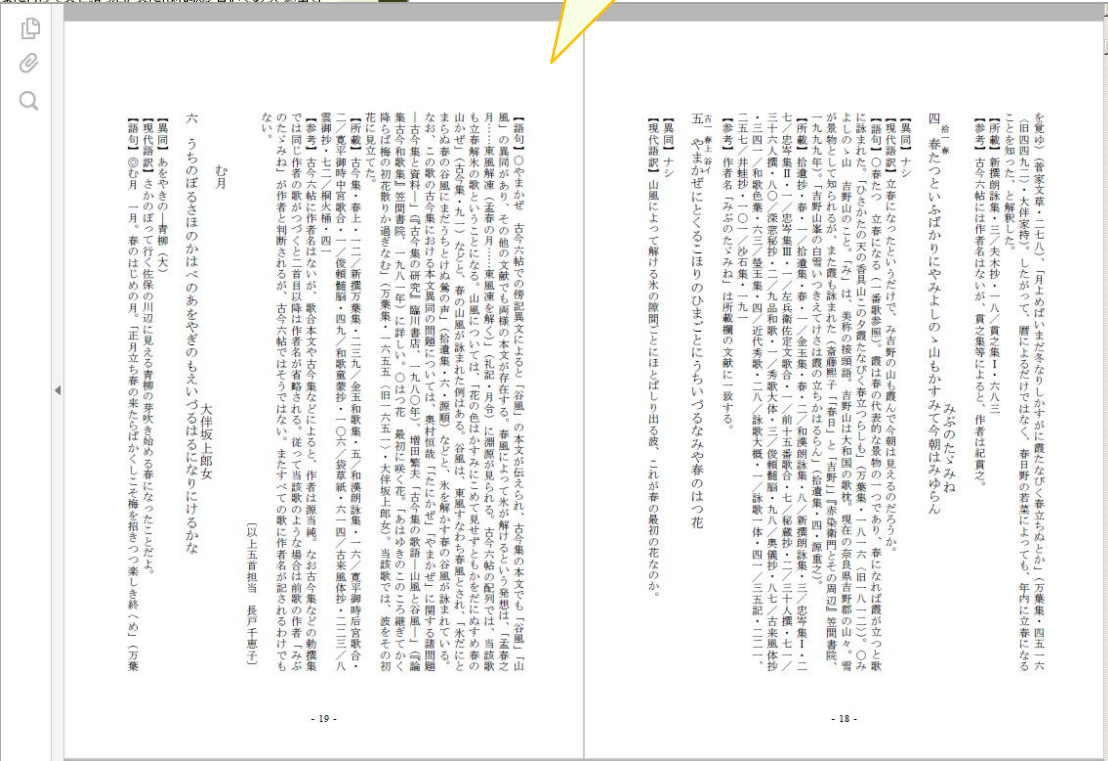 を覚ゆ」(菅家文草・二七八)、「月よめばいまだ冬なりしかすがに霞たなびく春立ちぬとか」(万葉集・四五一六
〈旧四四九二〉・大伴家持)。したがって、暦によるだけではなく、春日野の若菜によっても、年内に立春になる
ことを知った、と解釈した。
【所載】新撰朗詠集・三/夫木抄・一八/貫之集Ⅰ・六八三
【参考】古今六帖には作者名はないが、貫之集等によると、作者は紀貫之。
拾一春
みぶのたゞみね
四 春たつといふばかりにやみよしのゝ山もかすみて今朝はみゆらん
【異同】ナシ
【現代語訳】立春になったというだけで、み吉野の山も霞んで今朝は見えるのだろうか。
【語句】〇春たつ 立春になる(一番歌参照)。霞は春の代表的な景物の一つであり、春になれば霞が立つと歌
に詠まれた。「ひさかたの天の香具山この夕霞たなびく春立つらしも」(万葉集・一八一六〈旧一八一二〉)。〇み
よしのゝ山 吉野山のこと。「み」は、美称の接頭語。吉野山は大和国の歌枕。現在の奈良県吉野郡の山々。雪
が景物として知られるが、また霞も詠まれた(斎藤熙子「「春日」と「吉野」」『赤染衛門とその周辺』笠間書院、
一九九九年)。「吉野山峯の白雪いつきえてけさは霞の立ちかはるらん」(拾遺集・四・源重之)。
【所載】拾遺抄・春・一/拾遺集・春・一/金玉集・春・二/和漢朗詠集・八/新撰朗詠集・三/忠岑集Ⅰ・二
七/忠岑集Ⅱ・一/忠岑集Ⅲ・一/左兵衛佐定文歌合・一/前十五番歌合・七/秘蔵抄・二/三十人撰・七一/
三十六人撰・八〇/深窓秘抄・二/九品和歌・一/秀歌大体・三/俊頼髄脳・九八/奥儀抄・八七/古来風体抄
・三四一/和歌色葉・六三/瑩玉集・四/近代秀歌・二八/詠歌大概・一/詠歌一体・四一/三五記・二二一、
二五七/井蛙抄・一〇一/沙石集・一九一
【参考】作者名「みぶのたゞみね」は所載欄の文献に一致する。
古一春上 谷イ
五 やまかぜにとくるこほりのひまごとにうちいづるなみや春のはつ花
【異同】ナシ
【現代語訳】山風によって解ける氷の隙間ごとにほとばしり出る波、これが春の最初の花なのか。
- 18 -
【語句】〇やまかぜ 古今六帖での傍記異文によると「谷風」の本文が伝えられ、古今集の本文でも「谷風」「山
風」の異同があり、その他の文献でも両様の本文が存在する。春風によって氷が解けるという発想は、「孟春之
月……東風解凍(孟春の月……東風凍を解く)」(礼記・月令)に淵源が見られる。古今六帖の配列では、当該歌
も立春解氷の歌ということになる。山風については、「花の色はかすみにこめて見せずともかをだにぬすめ春の
山かぜ」(古今集・九一)などと、春の山風が詠まれた例はある。谷風は、東風すなわち春風とされ、「氷だにと
まらぬ春の谷風にまだうちとけぬ鶯の声」(拾遺集・六・源順)などと、氷を解かす春の谷風が詠まれている。
なお、この歌の古今集における本文異同の問題については、奥村恒哉「「たにかぜ」「やまかぜ」に関する諸問題
―古今集と資料―」(『古今集の研究』臨川書店、一九八〇年)、増田繁夫「古今集の歌語―山風と谷風―」(『論
集古今和歌集』笠間書院、一九八一年)に詳しい。〇はつ花 最初に咲く花。「あはゆきのこのころ継ぎてかく
降らば梅の初花散りか過ぎなむ」(万葉集・一六五五〈旧一六五一〉・大伴坂上郎女)。当該歌では、波をその初
花に見立てた。
【所載】古今集・春上・一二/新撰万葉集・二三九/金玉和歌集・五/和漢朗詠集・一六/寛平御時后宮歌合・
二/寛平御時中宮歌合・一/俊頼髄脳・四九/和歌童蒙抄・一〇六/袋草紙・六一四/古来風体抄・二二三/八
雲御抄・七二/桐火桶・四一
【参考】古今六帖に作者名はないが、歌合本文や古今集などによると、作者は源当純。なお古今集などの勅撰集
では同じ作者の歌がつづくと二首目以降は作者名が省略される。従って当該歌のような場合は前歌の作者「みぶ
のたゞみね」が作者と判断されるが、古今六帖ではそうではない。またすべての歌に作者名が記されるわけでも
ない。
〔以上五首担当 長戸千恵子〕
むつき
大伴坂上郎女
六 うちのぼるさほのかはべのあをやぎのもえいづるはるになりにけるかな
【異同】あをやきの―青柳(大)
【現代語訳】さかのぼって行く佐保の川辺に見える青柳の芽吹き始める春になったことだよ。
【語句】◎む月 一月。春のはじめの月。「正月立ち春の来たらばかくしこそ梅を招きつつ楽しき終へめ」(万葉
- 19 -